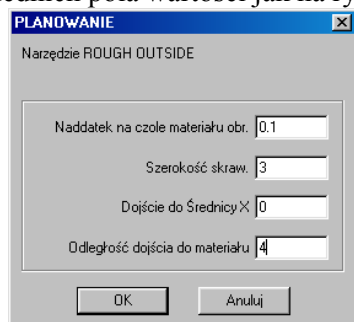 PLANOWANIE
Narzędzie ROUGH OUTSIDE
Naddatek na czole materiału obr. 0.1
Szerokość skraw. 3
Dojście do Średnicy X 0
Odległość dojścia do materiału 4
OK Anuluj